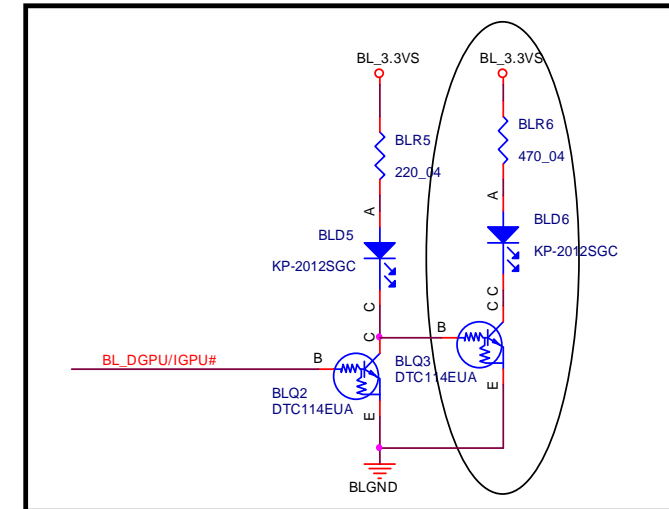 BL_3.3VS
BL_3.3VS
BLR5
220_04
BLR6
470_04
A
A
BLD5
KP-2012SGC
BLD6
KP-2012SGC
C
C
C
C
BL_DGPU/IGPU#
B
B
BLQ2
DTC114EUA
BLQ3
DTC114EUA
E
E
BLGND